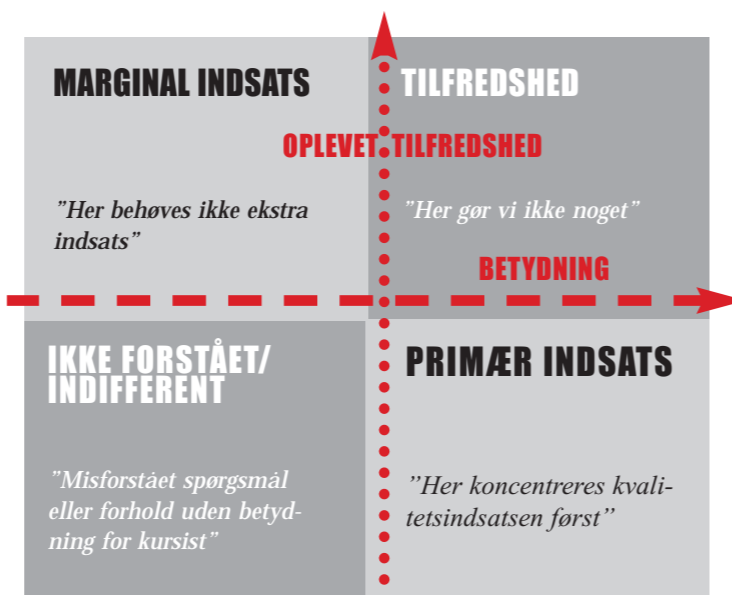 MARGINAL INDSATS
TILFREDSHED
OPLEVET TILFREDSHED
"Her behøves ikke ekstra
indsats"
"Her gør vi ikke noget"
BETYDNING
IKKE FORSTÅET/
INDIFFERENT
PRIMÆR INDSATS
"Misforstået spørgsmål
eller forhold uden betyd-
ning for kursist"
"Her koncentreres kvali-
tetsindsatsen først"